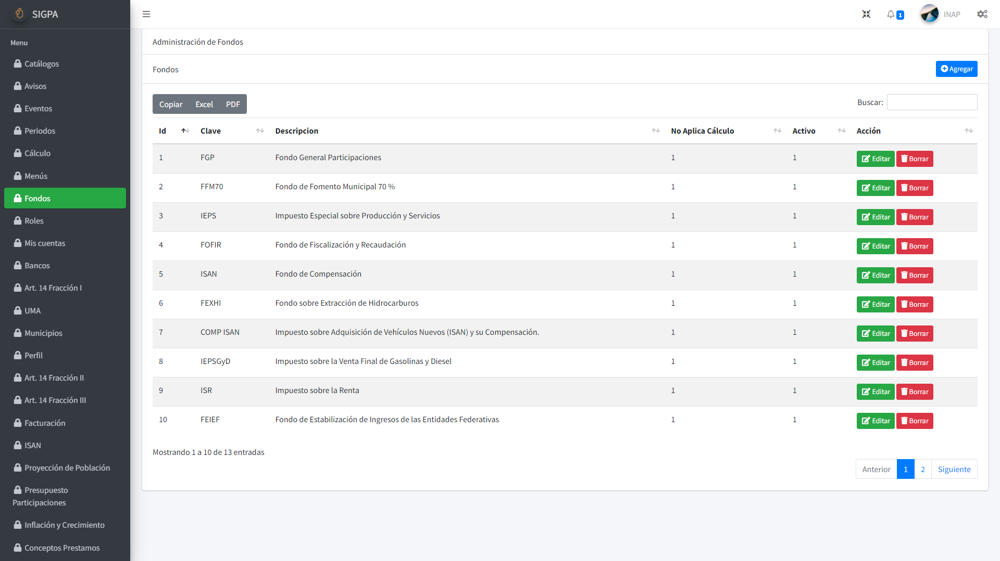 SIGPA
1
INAP
Menu
Catálogos
Avisos
Eventos
Periodos
Cálculo
Menús
Fondos
Roles
Mis cuentas
Bancos
Art. 14 Fracción I
UMA
Municipios
Perfil
Art. 14 Fracción II
Art. 14 Fracción III
Facturación
ISAN
Proyección de Población
Presupuesto
Participaciones
Inflación y Crecimiento
Conceptos Prestamos
Administración de Fondos
Fondos
Agregar
Copiar Excel PDF
Buscar:
Id Clave Descripcion No Aplica Cálculo Activo Acción
1 FGP Fondo General Participaciones 1 1 Editar Borrar
2 FFM70 Fondo de Fomento Municipal 70 % 1 1 Editar Borrar
3 IEPS Impuesto Especial sobre Producción y Servicios 1 1 Editar Borrar
4 FOFIR Fondo de Fiscalización y Recaudación 1 1 Editar Borrar
5 ISAN Fondo de Compensación 1 1 Editar Borrar
6 FEXHI Fondo sobre Extracción de Hidrocarburos 1 1 Editar Borrar
7 COMP ISAN Impuesto sobre Adquisición de Vehículos Nuevos (ISAN) y su Compensación. 1 1 Editar Borrar
8 IEPSGyD Impuesto sobre la Venta Final de Gasolinas y Diesel 1 1 Editar Borrar
9 ISR Impuesto sobre la Renta 1 1 Editar Borrar
10 FEIEF Fondo de Estabilización de Ingresos de las Entidades Federativas 1 1 Editar Borrar
Mostrando 1 a 10 de 13 entradas
Anterior 1 2 Siguiente